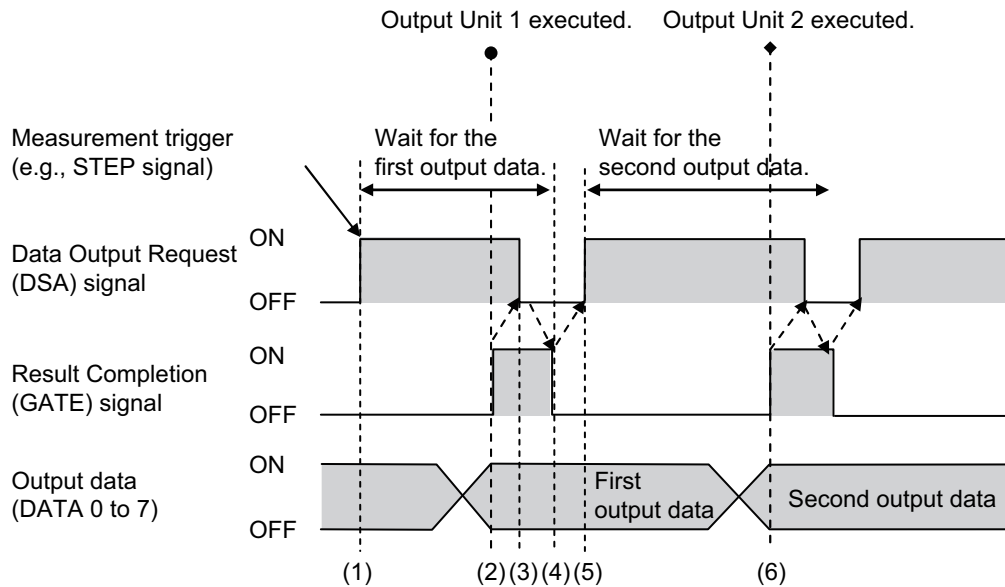 Output Unit 1 executed.
Output Unit 2 executed.
Measurement trigger
(e.g., STEP signal)
Wait for the
first output data.
Wait for the
second output data.
Data Output Request
(DSA) signal
ON
OFF
Result Completion
(GATE) signal
ON
OFF
Output data
(DATA 0 to 7)
ON
OFF
First
output data
Second output data
(1)
(2)
(3)
(4)
(5)
(6)